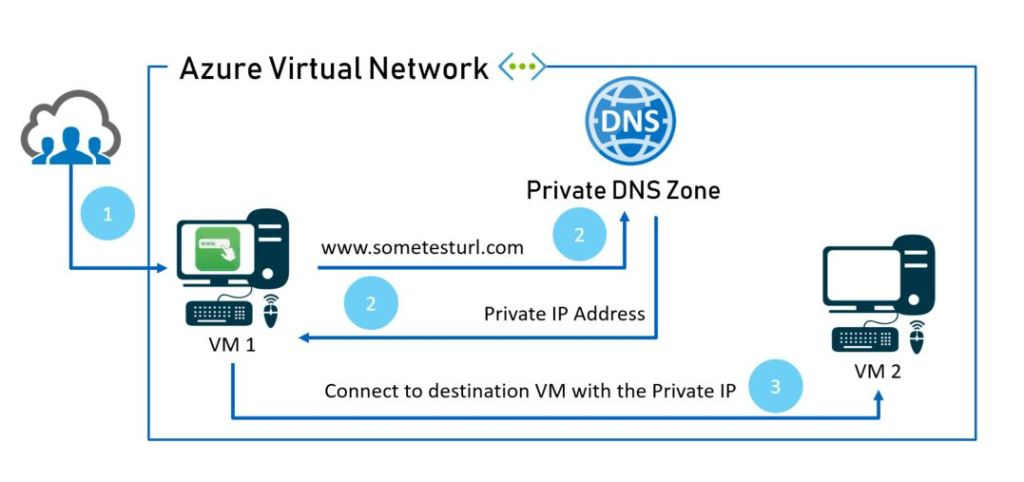 Azure Virtual Network
DNS
Private DNS Zone
1
www.
www.sometesturl.com
2
2
Private IP Address
VM 1
Connect to destination VM with the Private IP
3
VM 2